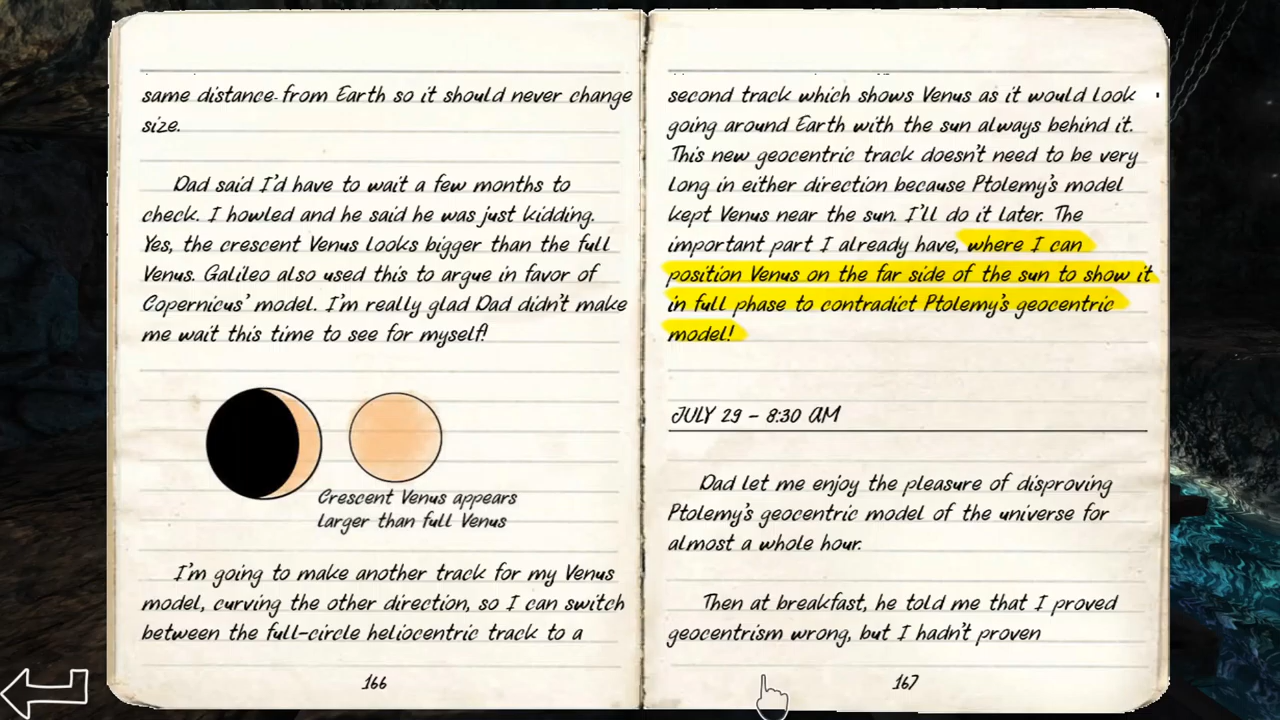 same distance from Earth so it should never change
size.
Dad said I'd have to wait a few months to
check. I howled and he said he was just kidding.
Yes, the crescent Venus looks bigger than the full
Venus. Galileo also used this to argue in favor of
Copernicus' model. I'm really glad Dad didn't make
me wait this time to see for myself!
Crescent Venus appears
larger than full Venus
I'm going to make another track for my Venus
model, curving the other direction, so I can switch
between the full-circle heliocentric track to a
166
second track which shows Venus as it would look
going around Earth with the sun always behind it.
This new geocentric track doesn't need to be very
long in either direction because Ptolemy's model
kept Venus near the sun. I'll do it later. The
important part I already have, where I can
position Venus on the far side of the sun to show it
in full phase to contradict Ptolemy's geocentric
model!
JULY 29 - 8:30 AM
Dad let me enjoy the pleasure of disproving
Ptolemy's geocentric model of the universe for
almost a whole hour.
Then at breakfast, he told me that I proved
geocentrism wrong, but I hadn't proven
167